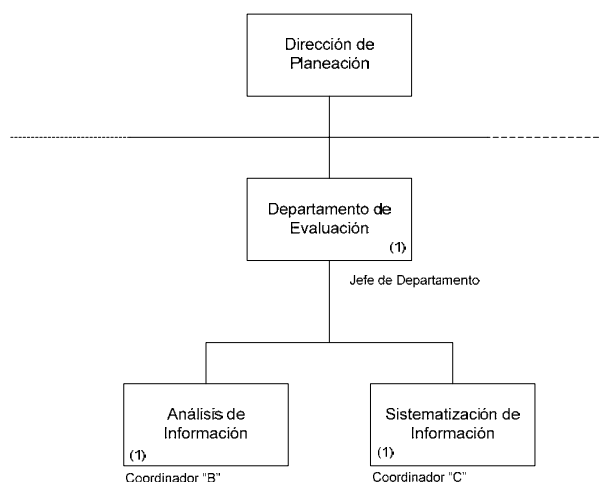 Dirección de
Planeación
Departamento de
Evaluación
(1)
Jefe de Departamento
Análisis de
Información
(1)
Coordinador "B"
Sistematización de
Información
(1)
Coordinador "C"